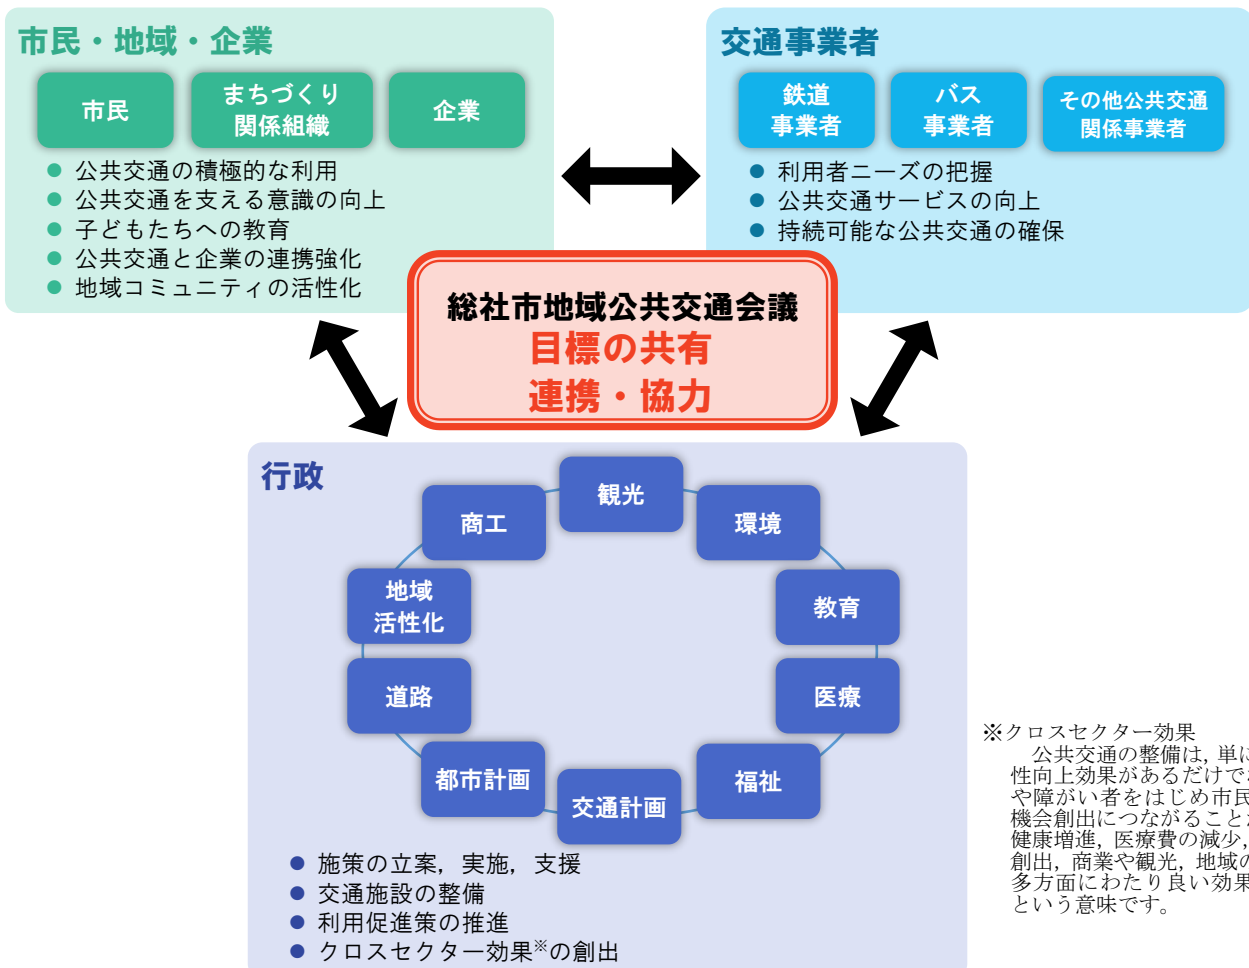 市民・地域・企業
市民
まちづくり
関係組織
企業
● 公共交通の積極的な利用
● 公共交通を支える意識の向上
● 子どもたちへの教育
● 公共交通と企業の連携強化
● 地域コミュニティの活性化
交通事業者
鉄道
事業者
バス
事業者
その他公共交通
関係事業者
● 利用者ニーズの把握
● 公共交通サービスの向上
● 持続可能な公共交通の確保
総社市地域公共交通会議
目標の共有
連携・協力
行政
観光
環境
教育
医療
福祉
交通計画
都市計画
道路
地域
活性化
商工
● 施策の立案，実施，支援
● 交通施設の整備
● 利用促進策の推進
● クロスセクター効果※の創出
※クロスセクター効果
公共交通の整備は，単に
性向上効果があるだけで
や障がい者をはじめ市民
機会創出につながること
健康増進，医療費の減少，
創出，商業や観光，地域の
多方面にわたり良い効果
という意味です。